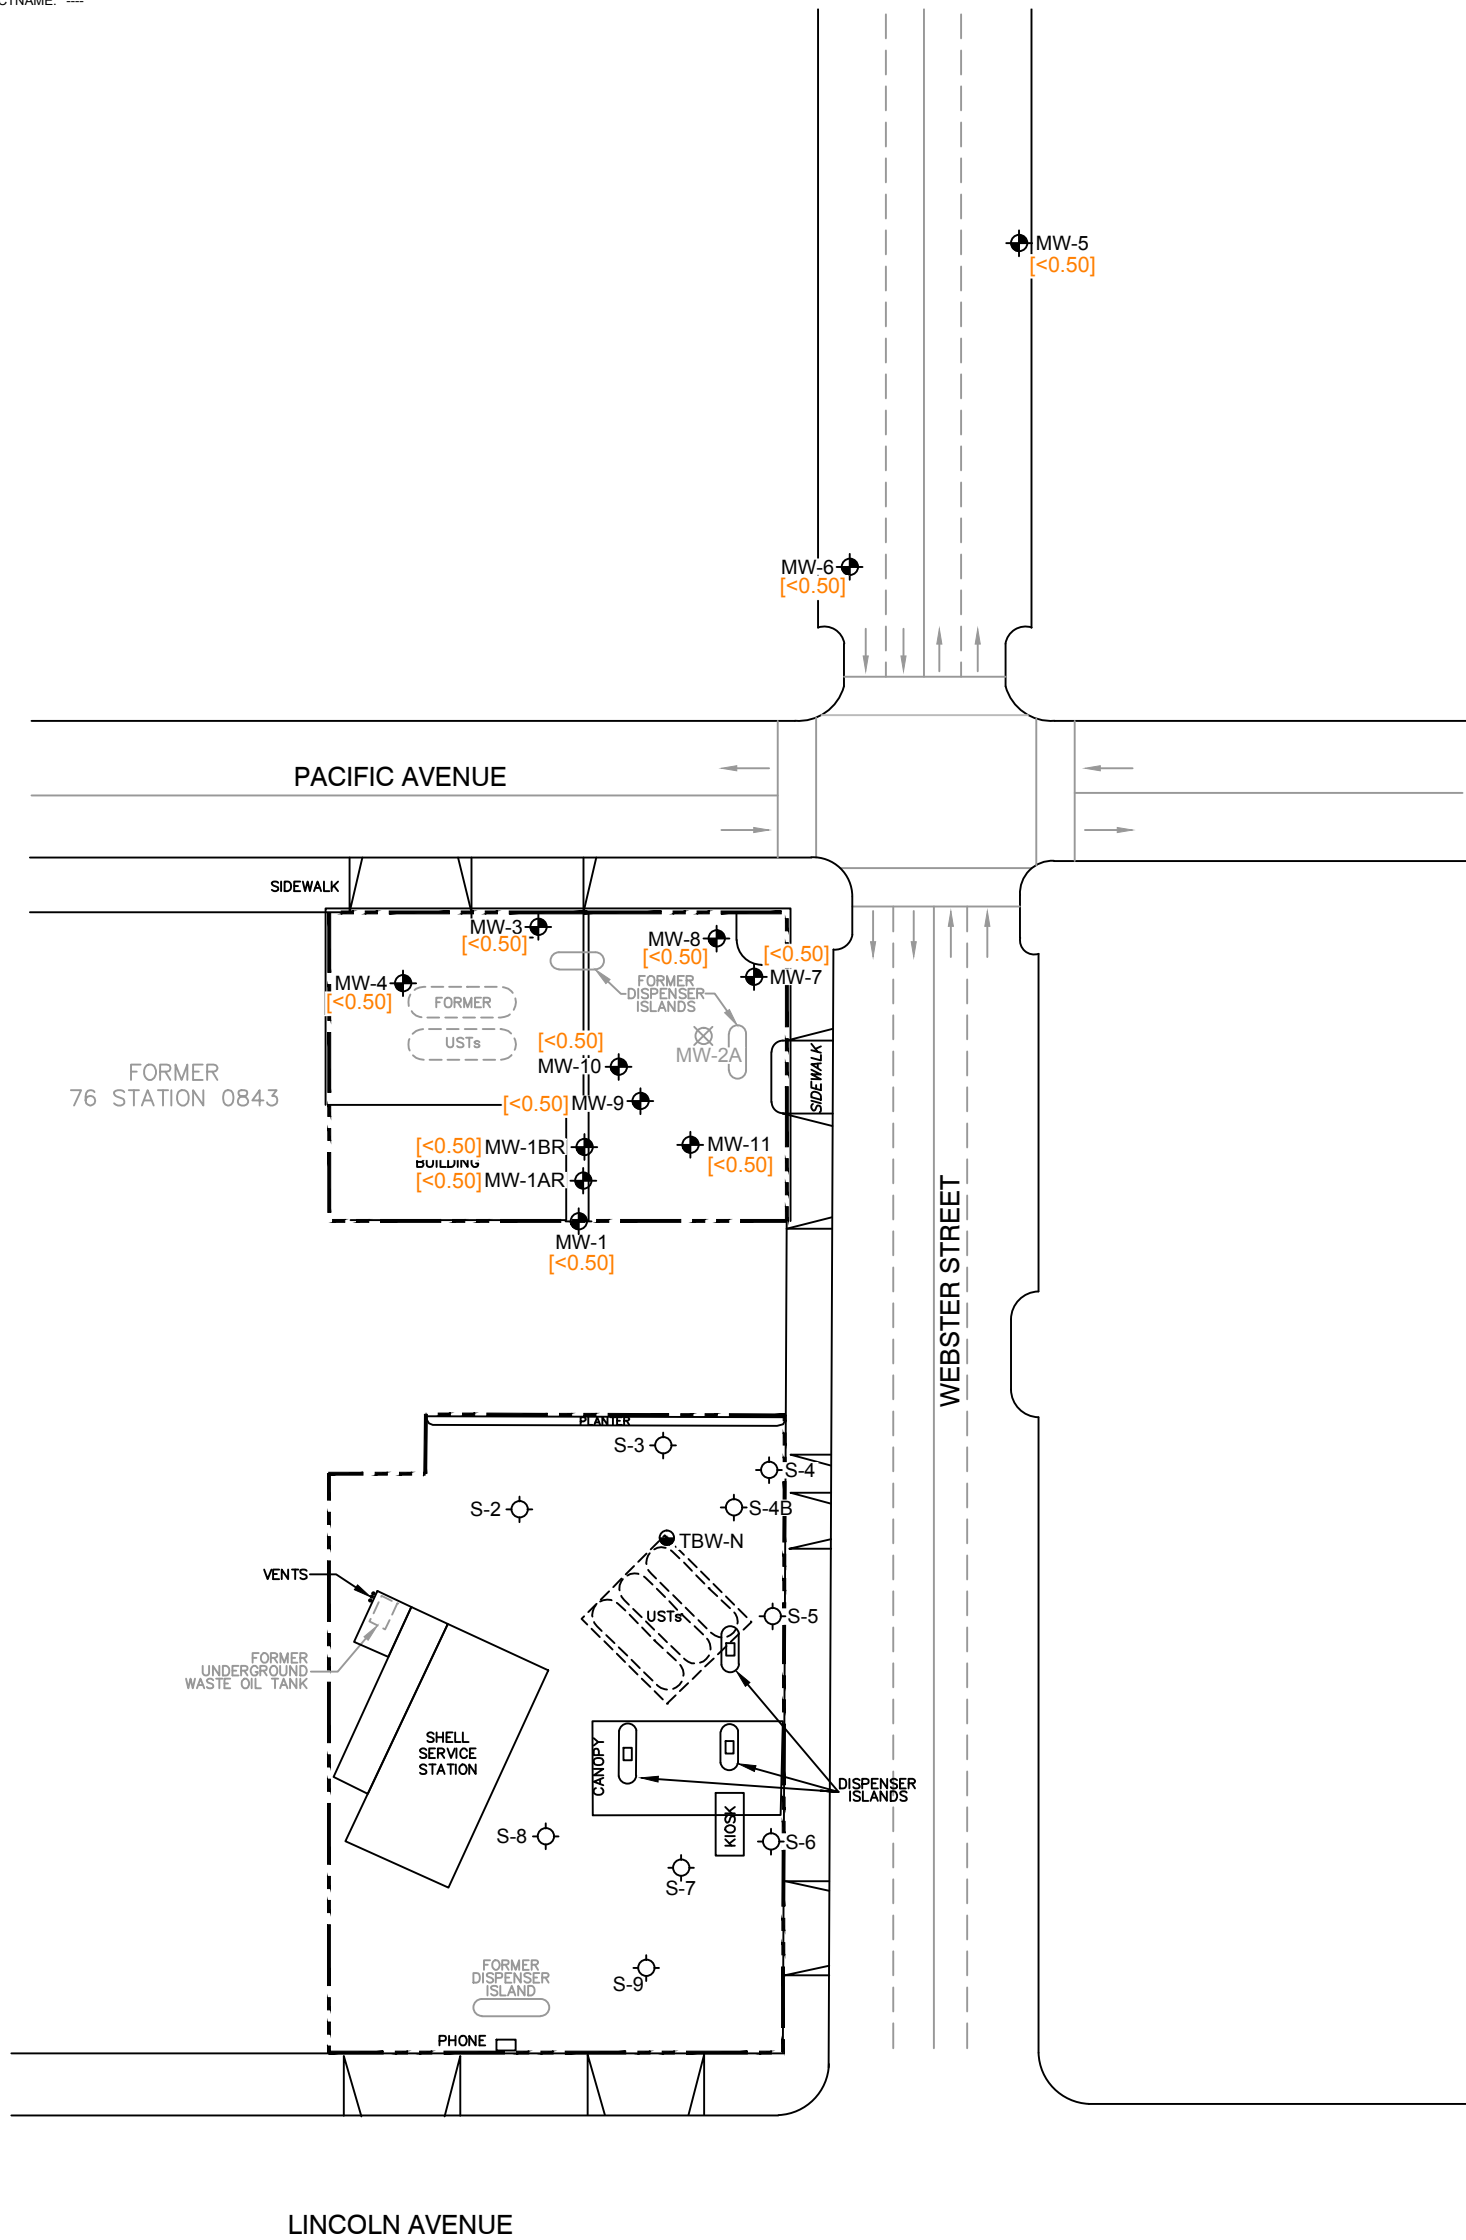 MW-5
[<0.50]
MW-6
[<0.50]
PACIFIC AVENUE
SIDEWALK
MW-3
[<0.50]
MW-8
[<0.50]
[<0.50]
MW-7
MW-4
[<0.50]
FORMER
USTs
FORMER
DISPENSER
ISLANDS
MW-2A
[<0.50]
MW-10
[<0.50] MW-9
FORMER
76 STATION 0843
SIDEWALK
[<0.50] MW-1BR
BUILDING
[<0.50] MW-1AR
MW-11
[<0.50]
MW-1
[<0.50]
WEBSTER STREET
PLANTER
S-3
S-4
S-2
S-4B
TBW-N
VENTS
USTs
S-5
FORMER
UNDERGROUND
WASTE OIL TANK
SHELL
SERVICE
STATION
CANOPY
DISPENSER
ISLANDS
KIOSK
S-8
S-6
S-7
FORMER
DISPENSER
ISLAND
S-9
PHONE
LINCOLN AVENUE